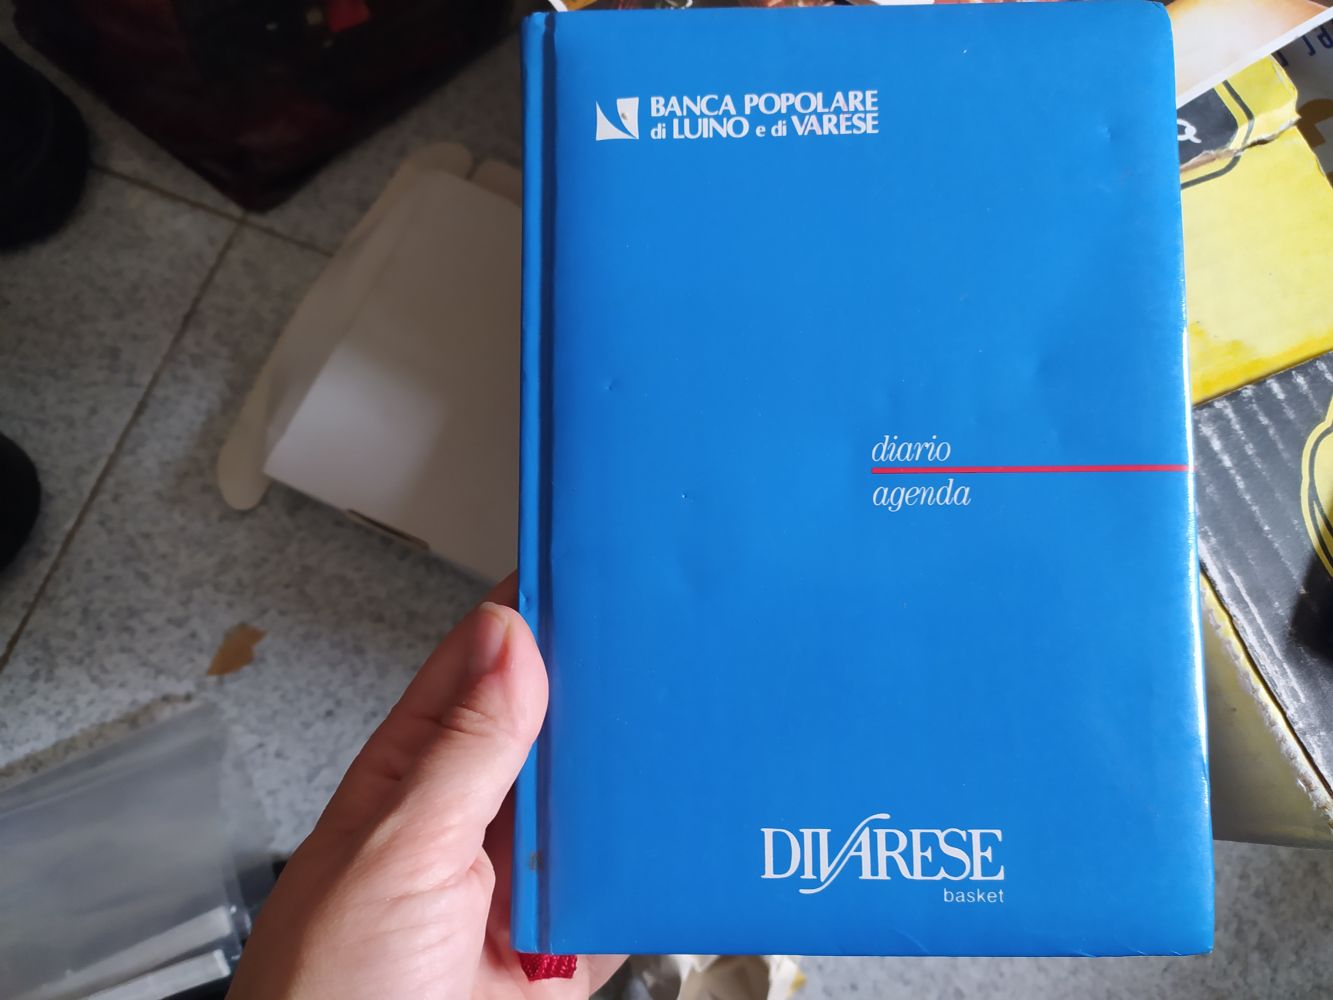 BANCA POPOLARE
di LUINO e di VARESE
diario
agenda
DIVARESE
basket